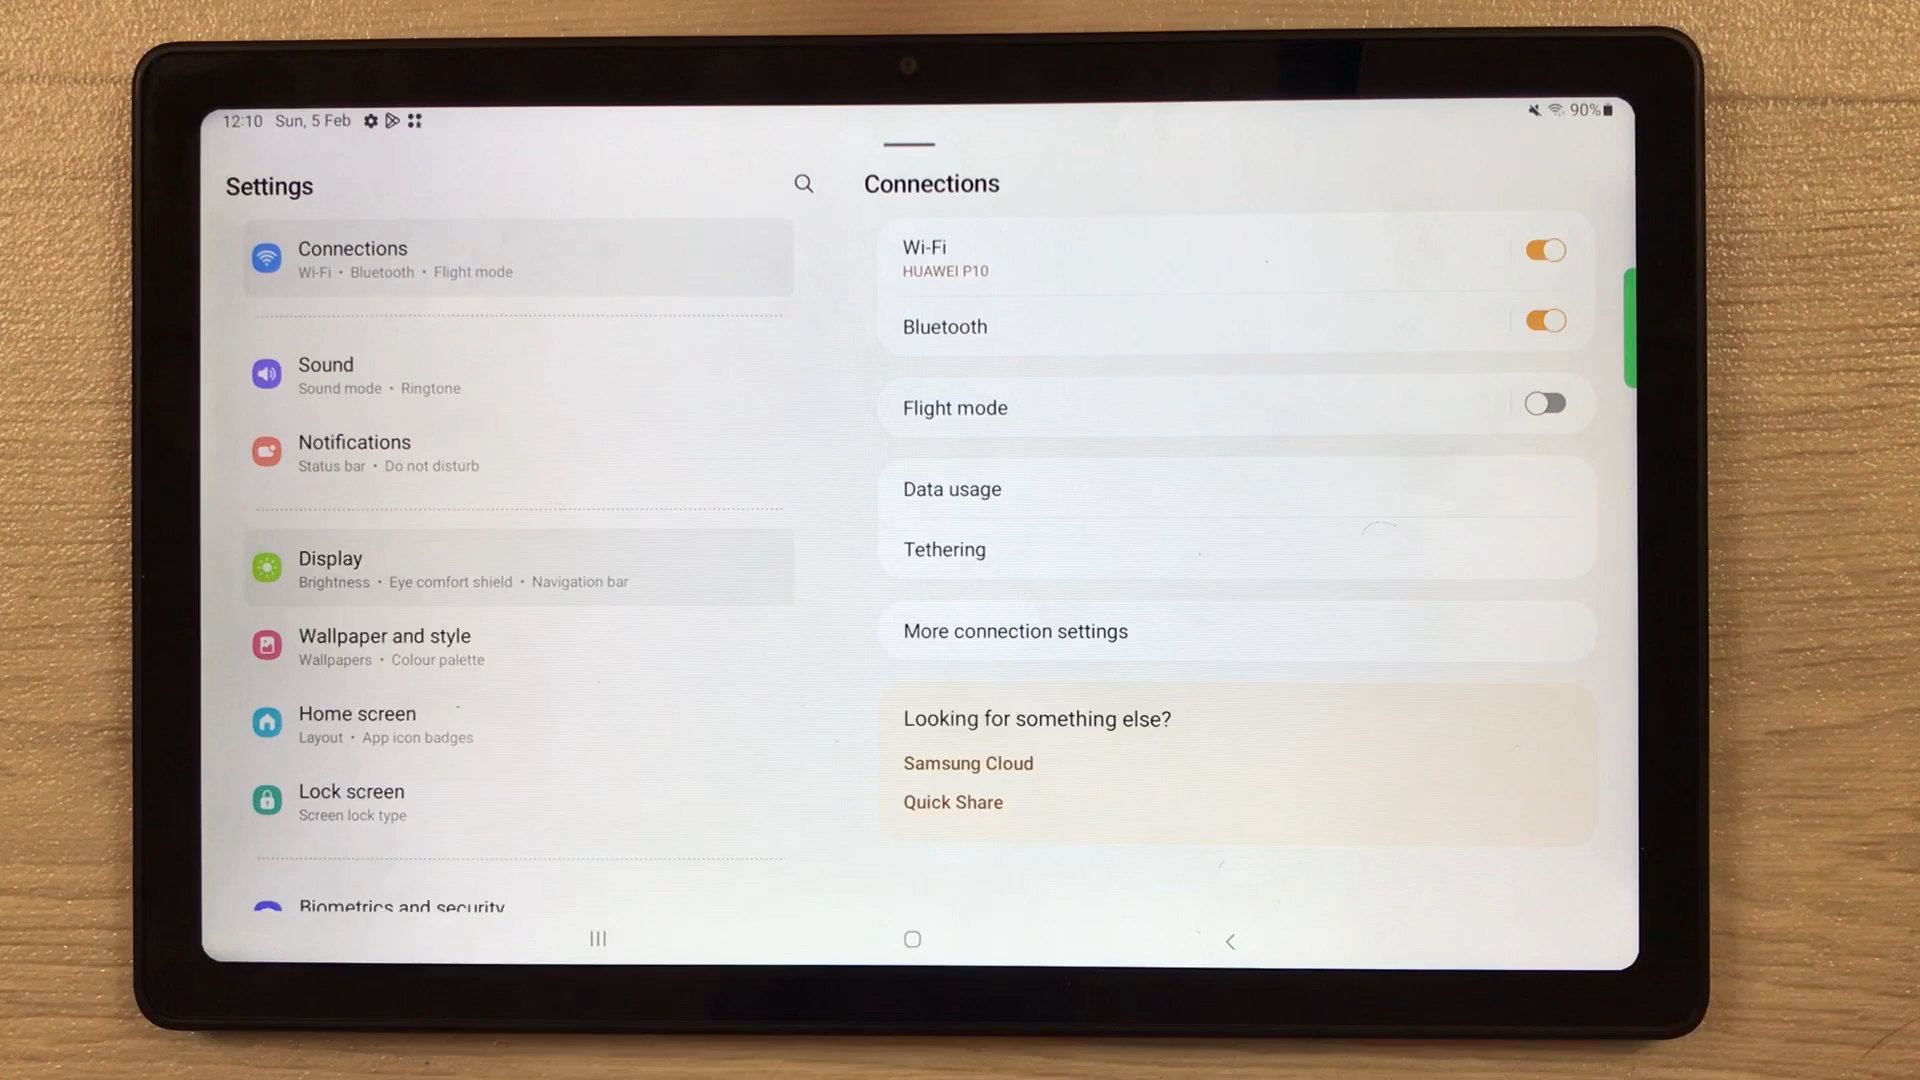 12:10 Sun, 5 Feb
90%
Settings
Connections
Wi-Fi • Bluetooth • Flight mode
Sound
Sound mode • Ringtone
Notifications
Status bar • Do not disturb
Display
Brightness • Eye comfort shield • Navigation bar
Wallpaper and style
Wallpapers • Colour palette
Home screen
Layout • App icon badges
Lock screen
Screen lock type
Biometrics and security
Connections
Wi-Fi
HUAWEI P10
Bluetooth
Flight mode
Data usage
Tethering
More connection settings
Looking for something else?
Samsung Cloud
Quick Share